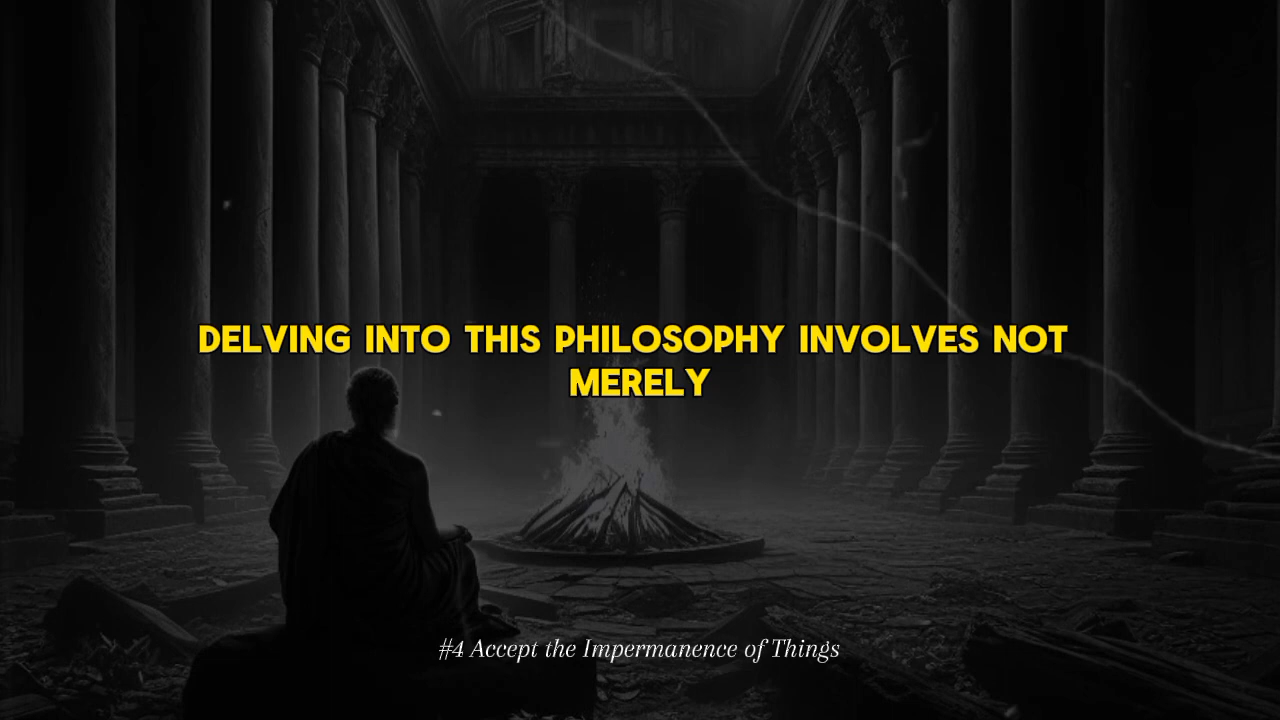 DELVING INTO THIS PHILOSOPHY INVOLVES NOT
MERELY
#4 Accept the Impermanence of Things